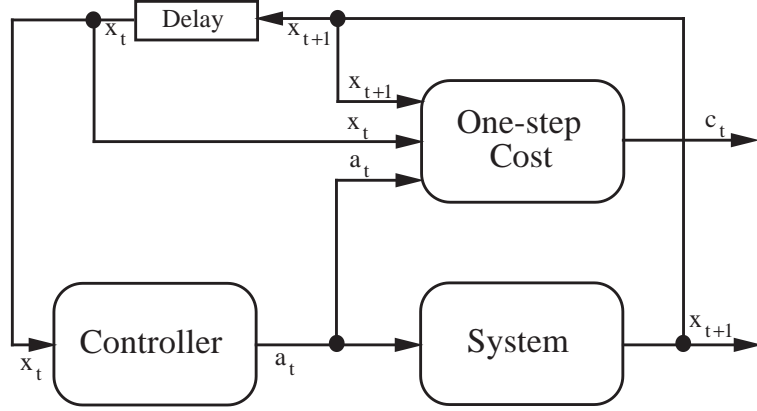 x_t
Delay
x_{t+1}
x_{t+1}
x_t
a_t
One-step
Cost
c_t
Controller
System
x_t
a_t
x_{t+1}